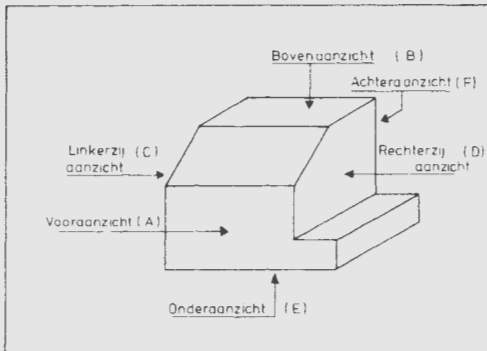 Bovenaanzicht (B)
Achteraanzicht (F)
Linkerzij (C)
aanzicht
Rechterzij (D)
aanzicht
Vooraanzicht (A)
Onderaanzicht (E)